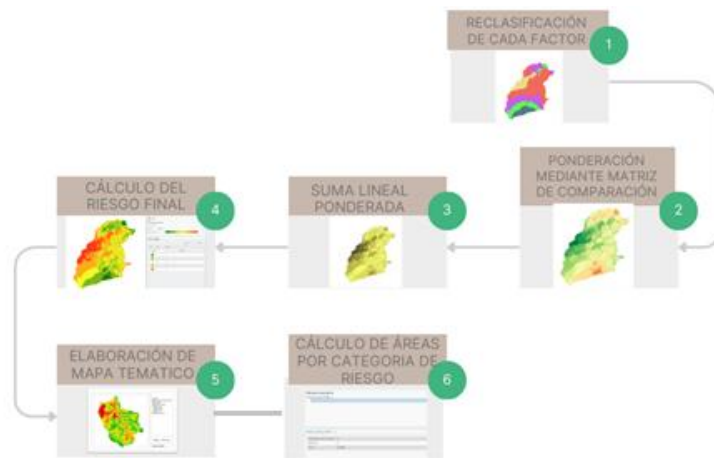 RECLASIFICACIÓN
DE CADA FACTOR
1
PONDERACIÓN
MEDIANTE MATRIZ
DE COMPARACIÓN
2
SUMA LINEAL
PONDERADA
3
CÁLCULO DEL
RIESGO FINAL
4
ELABORACIÓN DE
MAPA TEMATICO
5
CÁLCULO DE ÁREAS
POR CATEGORIA DE
RIESGO
6